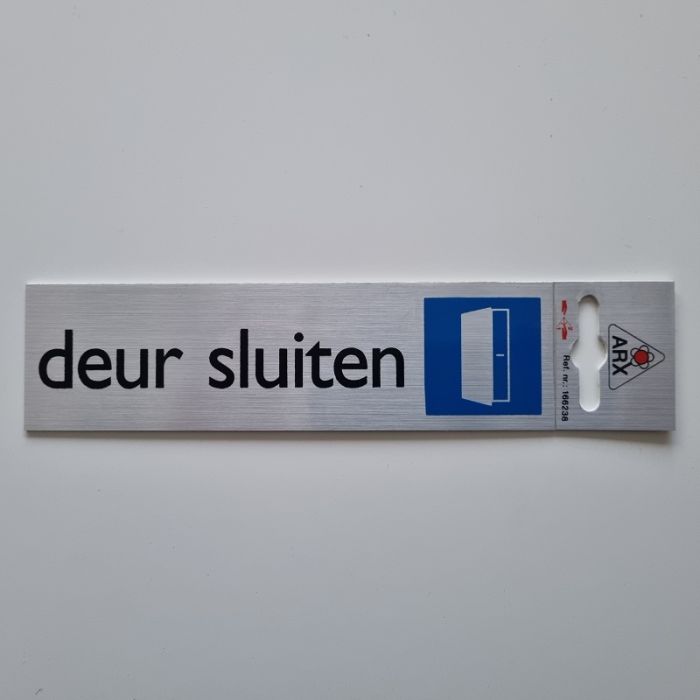 deur sluiten
Ref. nr.: 166238
ARX